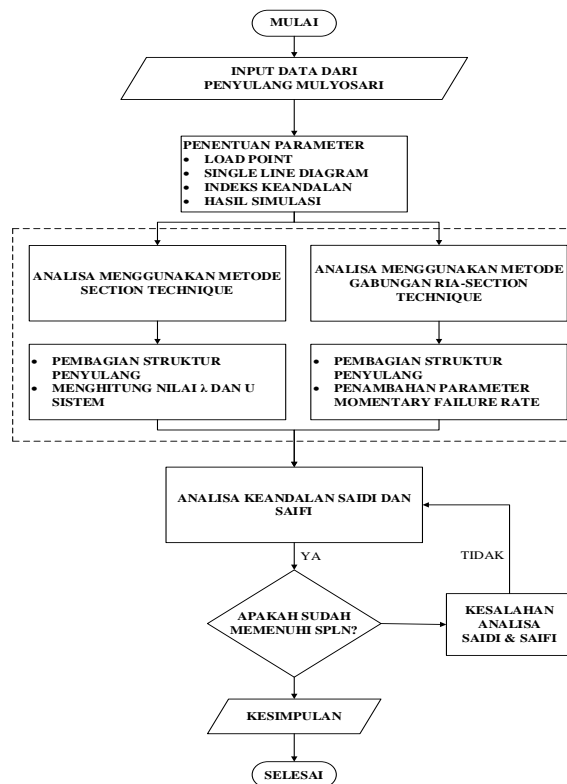 MULAI
INPUT DATA DARI
PENYULANG MULYOSARI
PENENTUAN PARAMETER
• LOAD POINT
• SINGLE LINE DIAGRAM
• INDEKS KEANDALAN
• HASIL SIMULASI
ANALISA MENGGUNAKAN METODE
SECTION TECHNIQUE
ANALISA MENGGUNAKAN METODE
GABUNGAN RIA-SECTION
TECHNIQUE
• PEMBAGIAN STRUKTUR
PENYULANG
• MENGHITUNG NILAI λ DAN U
SISTEM
• PEMBAGIAN STRUKTUR
PENYULANG
• PENAMBAHAN PARAMETER
MOMENTARY FAILURE RATE
ANALISA KEANDALAN SAIDI DAN
SAIFI
YA
TIDAK
APAKAH SUDAH
MEMENUHI SPLN?
KESALAHAN
ANALISA
SAIDI & SAIFI
KESIMPULAN
SELESAI